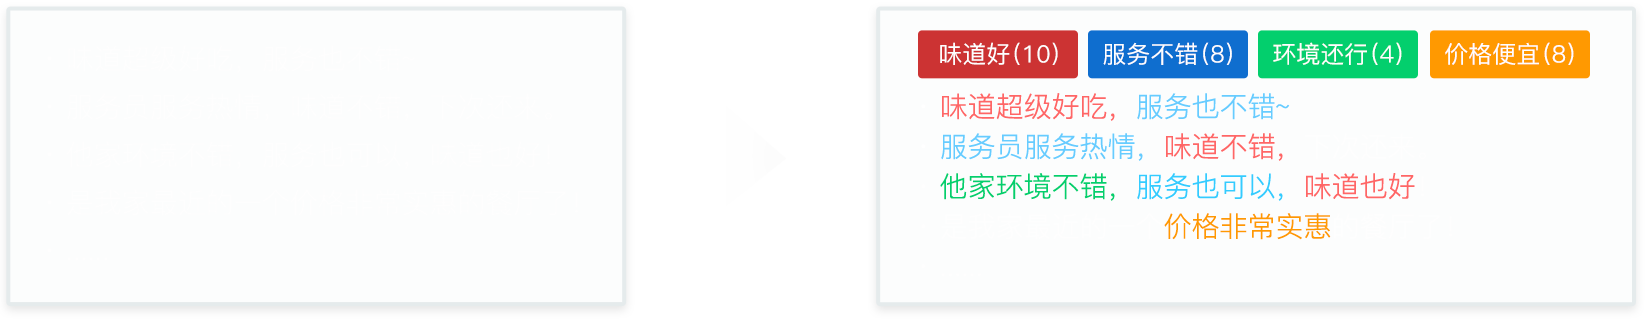 味道好(10) 服务不错(8) 环境还行(4) 价格便宜(8)
味道超级好吃，服务也不错~
服务员服务热情，味道不错，
他家环境不错，服务也可以，味道也好
价格非常实惠